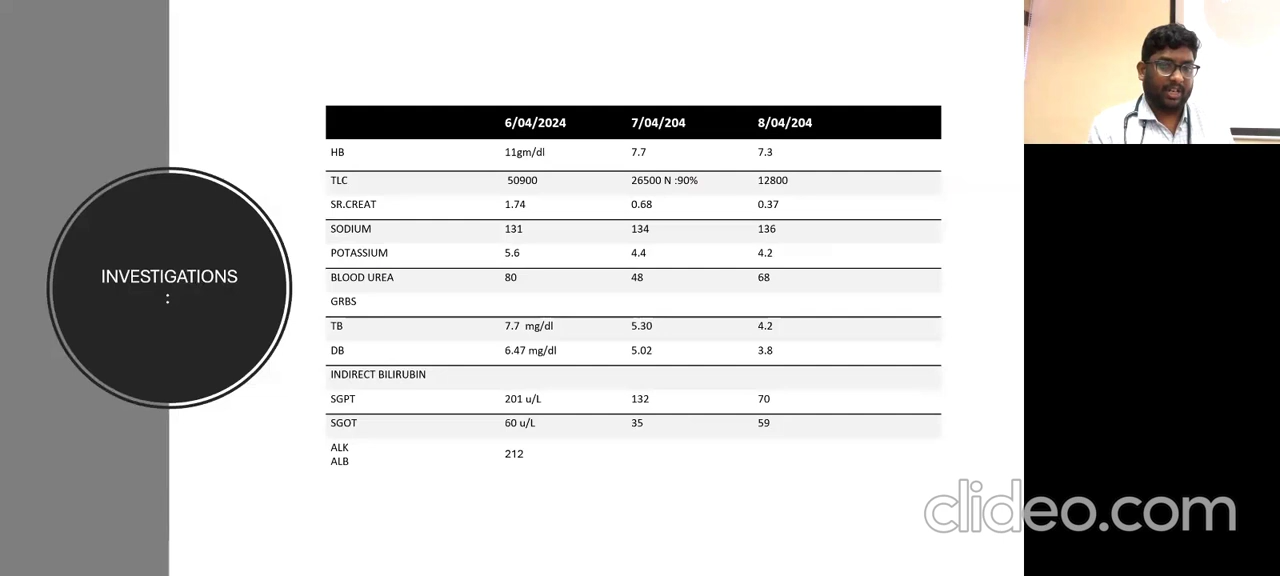 INVESTIGATIONS
:
6/04/2024 7/04/204 8/04/204
HB 11gm/dl 7.7 7.3
TLC 50900 26500 N :90% 12800
SR.CREAT 1.74 0.68 0.37
SODIUM 131 134 136
POTASSIUM 5.6 4.4 4.2
BLOOD UREA 80 48 68
GRBS
TB 7.7 mg/dl 5.30 4.2
DB 6.47 mg/dl 5.02 3.8
INDIRECT BILIRUBIN
SGPT 201 u/L 132 70
SGOT 60 u/L 35 59
ALK 212
ALB
clideo.com